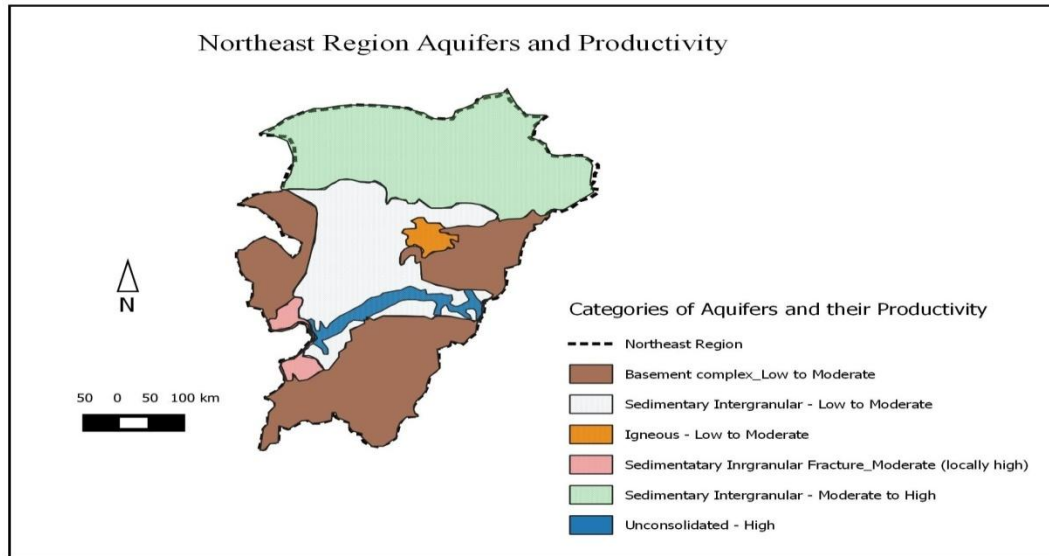 Northeast Region Aquifers and Productivity
N
50 0 50 100 km
Categories of Aquifers and their Productivity
Northeast Region
Basement complex_Low to Moderate
Sedimentary Intergranular - Low to Moderate
Igneous - Low to Moderate
Sedimentatary Inrgranular Fracture_Moderate (locally high)
Sedimentary Intergranular - Moderate to High
Unconsolidated - High